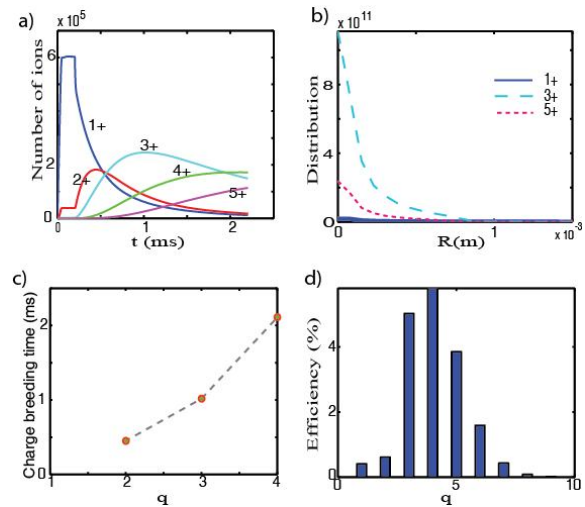 a)
x 10^5
Number of ions
6
4
2
0
1+
2+
3+
4+
5+
0
1
2
t (ms)
b)
x 10^11
Distribution
8
4
0
1+
3+
5+
0
1
x 10^-3
R(m)
c)
Charge breeding time (ms)
2
1
0
1
2
3
4
q
d)
Efficiency (%)
4
2
0
0
5
10
q